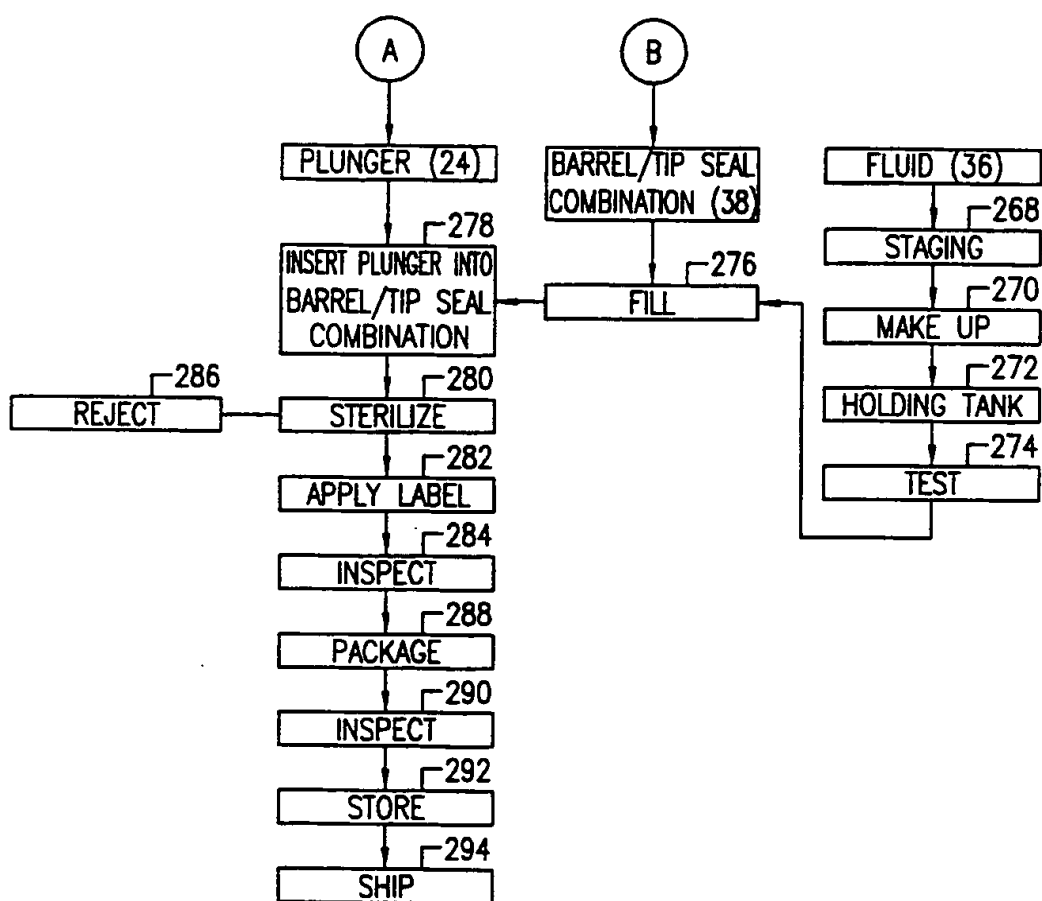 A
B
PLUNGER (24)
BARREL/TIP SEAL
COMBINATION (38)
FLUID (36)
278
INSERT PLUNGER INTO
BARREL/TIP SEAL
COMBINATION
276
FILL
268
STAGING
270
MAKE UP
272
HOLDING TANK
274
TEST
286
REJECT
280
STERILIZE
282
APPLY LABEL
284
INSPECT
288
PACKAGE
290
INSPECT
292
STORE
294
SHIP